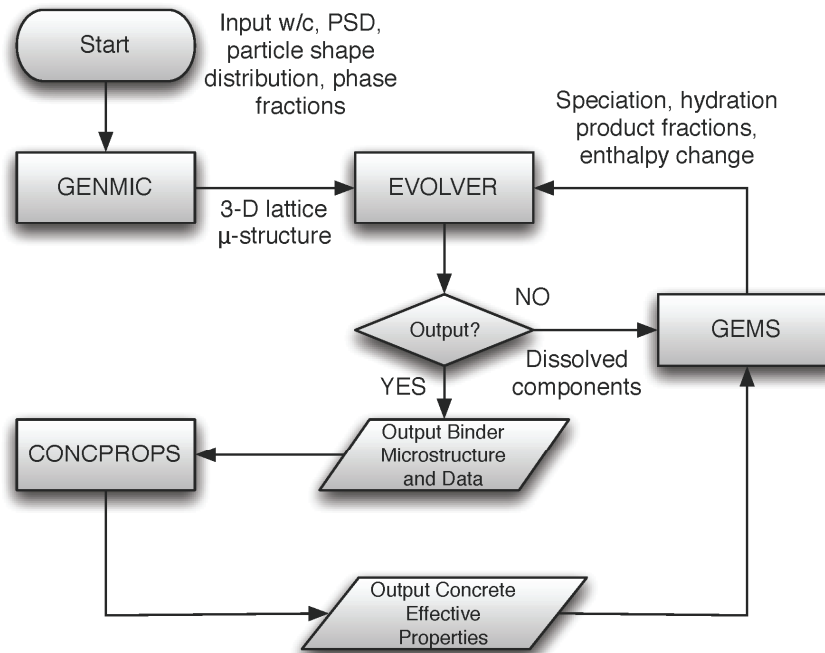 Start
Input w/c, PSD,
particle shape
distribution, phase
fractions
Speciation, hydration
product fractions,
enthalpy change
GENMIC
3-D lattice
μ-structure
EVOLVER
Output?
NO
Dissolved
components
GEMS
YES
Output Binder
Microstructure
and Data
CONCPROPS
Output Concrete
Effective
Properties